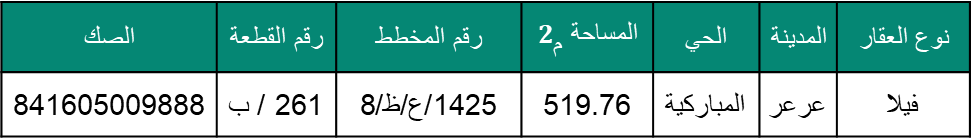 نوع العقار المدينة الحي المساحة م2 رقم المخطط رقم القطعة الصك
فيلا عرعر المباركية 519.76 1425/ع/ظ/8 261 / ب 841605009888